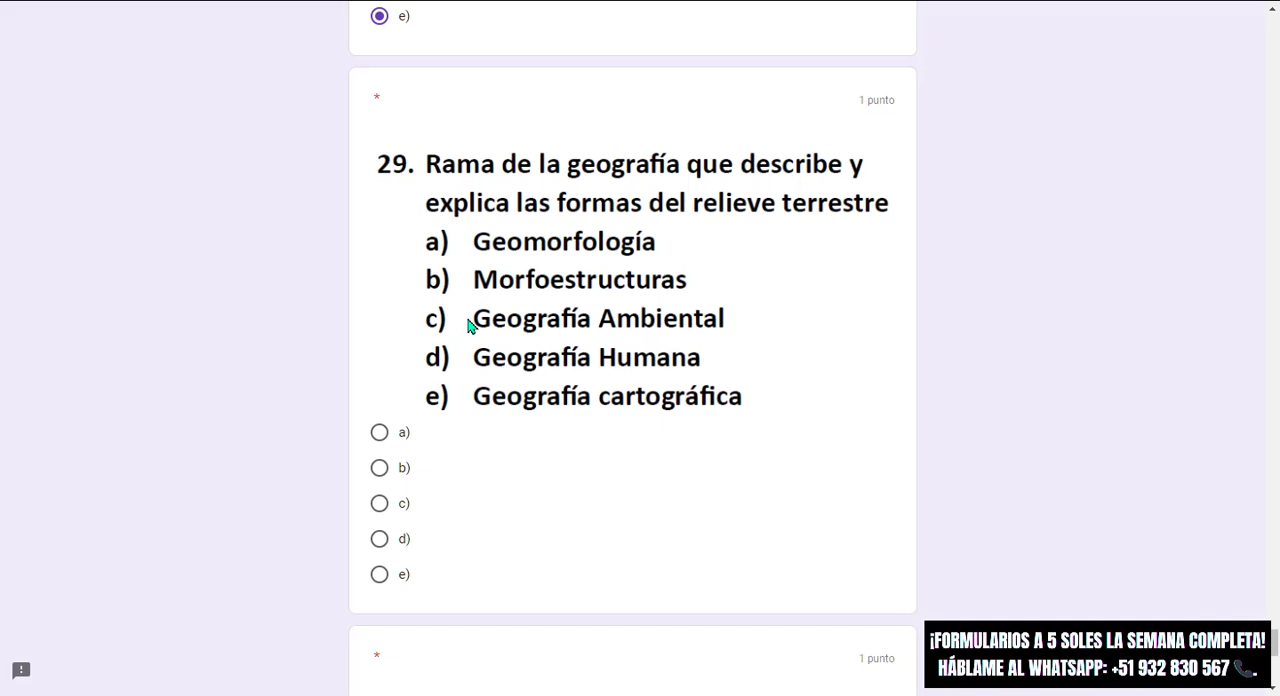 e)
*
1 punto
29. Rama de la geografía que describe y
explica las formas del relieve terrestre
a) Geomorfología
b) Morfoestructuras
c) Geografía Ambiental
d) Geografía Humana
e) Geografía cartográfica
a)
b)
c)
d)
e)
*
1 punto
¡FORMULARIOS A 5 SOLES LA SEMANA COMPLETA!
HÁBLAME AL WHATSAPP: +51 932 830 567 📞.